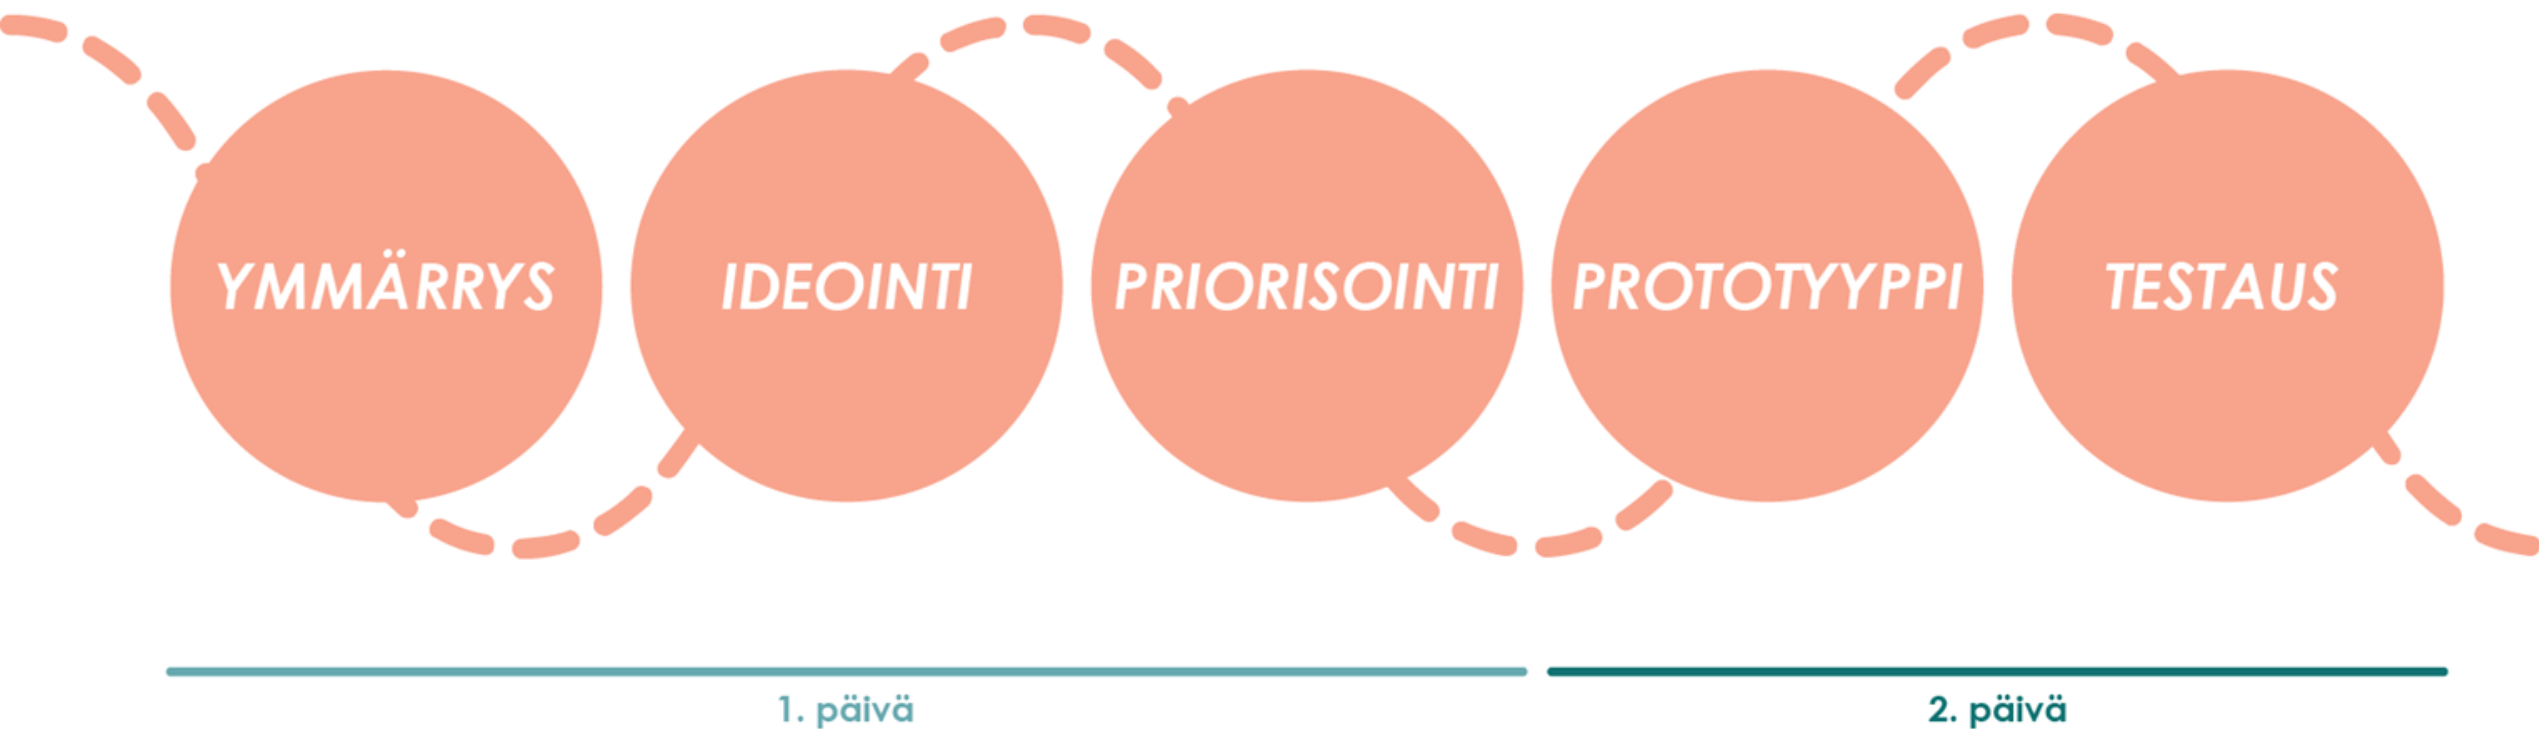 YMMÄRRYS
IDEOINTI
PRIORISOINTI
PROTOTYYPPI
TESTAUS
1. päivä
2. päivä